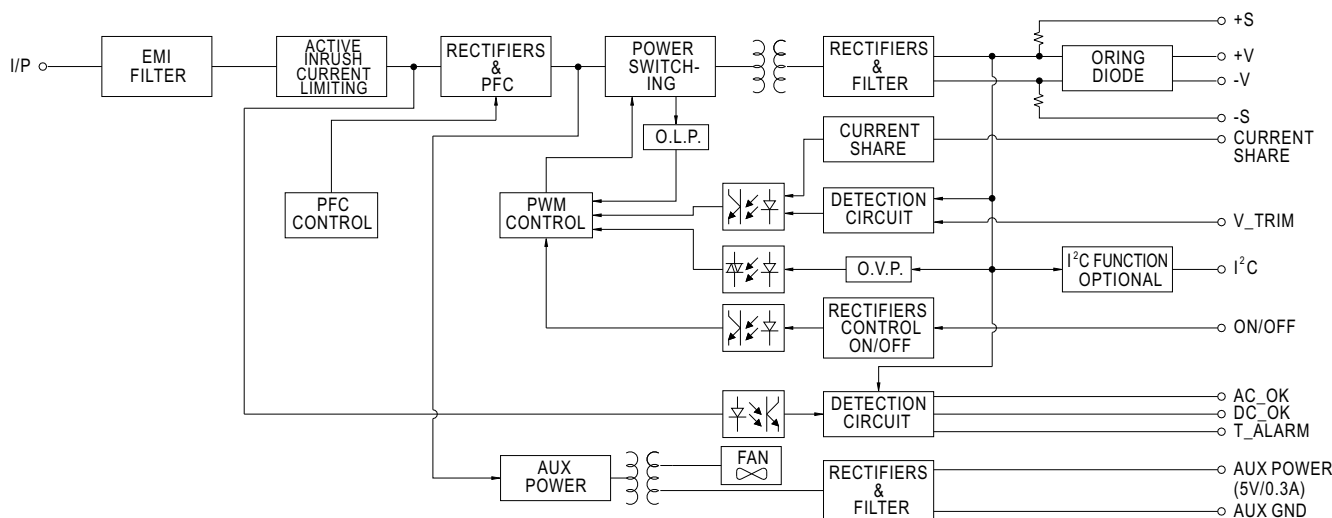 I/P
EMI
FILTER
ACTIVE
INRUSH
CURRENT
LIMITING
RECTIFIERS
&
PFC
POWER
SWITCH-
ING
RECTIFIERS
&
FILTER
ORING
DIODE
+S
+V
-V
-S
O.L.P.
CURRENT
SHARE
CURRENT
SHARE
PFC
CONTROL
PWM
CONTROL
DETECTION
CIRCUIT
V_TRIM
O.V.P.
I²C FUNCTION
OPTIONAL
I²C
RECTIFIERS
CONTROL
ON/OFF
ON/OFF
DETECTION
CIRCUIT
AC_OK
DC_OK
T_ALARM
AUX
POWER
FAN
RECTIFIERS
&
FILTER
AUX POWER
(5V/0.3A)
AUX GND